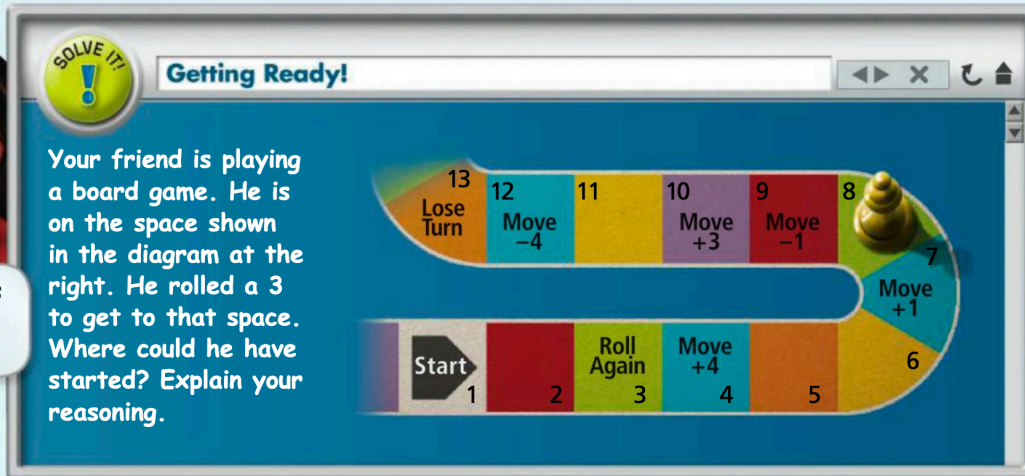 SOLVE IT!
Getting Ready!
Your friend is playing
a board game. He is
on the space shown
in the diagram at the
right. He rolled a 3
to get to that space.
Where could he have
started? Explain your
reasoning.
13
Lose
Turn
12
Move
−4
11
10
Move
+3
9
Move
−1
8
7
Move
+1
6
Start
1
2
Roll
Again
3
Move
+4
4
5